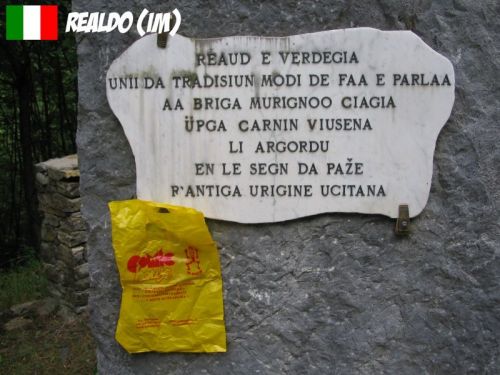 REALDO (IM)
REAUD E VERDEGIA
UNII DA TRADISIUN MODI DE FAA E PARLAA
AA BRIGA MURIGNOO CIAGIA
ÜPGA CARNIN VIUSENA
LI ARGORDU
EN LE SEGN DA PAŽE
R'ANTIGA URIGINE UCITANA